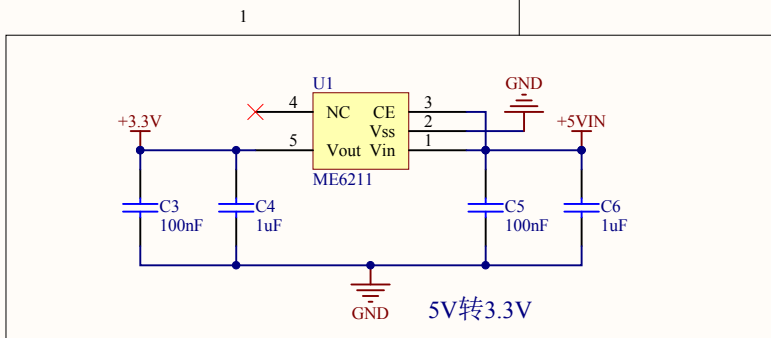 1
U1
GND
4
NC
CE
3
+3.3V
Vss
2
+5VIN
5
Vout
Vin
1
ME6211
C3
100nF
C4
1uF
C5
100nF
C6
1uF
GND
5V转3.3V